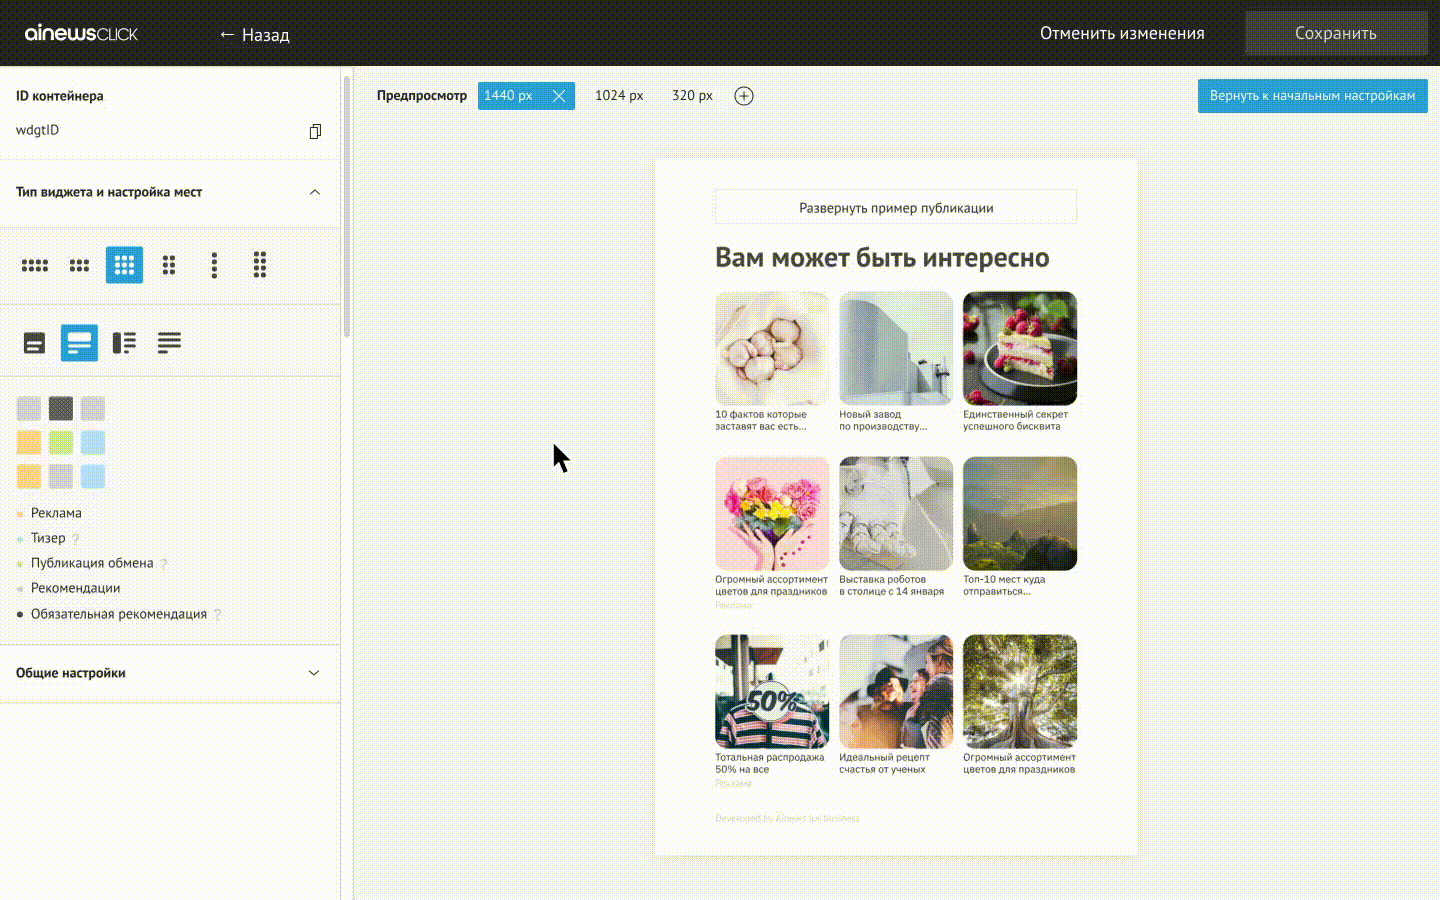 ainewsCLICK
← Назад
Отменить изменения
Сохранить
ID контейнера
wdgtID
Тип виджета и настройка мест
Реклама
Тизер ?
Публикация обмена ?
Рекомендации
Обязательная рекомендация ?
Общие настройки
Предпросмотр
1440 px
1024 px
320 px
Вернуть к начальным настройкам
Развернуть пример публикации
Вам может быть интересно
10 фактов которые
заставят вас есть...
Новый завод
по производству...
Единственный секрет
успешного бисквита
Огромный ассортимент
цветов для праздников
Реклама
Выставка роботов
в столице с 14 января
Топ-10 мест куда
отправиться...
50%
Тотальная распродажа
50% на все
Реклама
Идеальный рецепт
счастья от ученых
Огромный ассортимент
цветов для праздников
Developed by Ainews for business